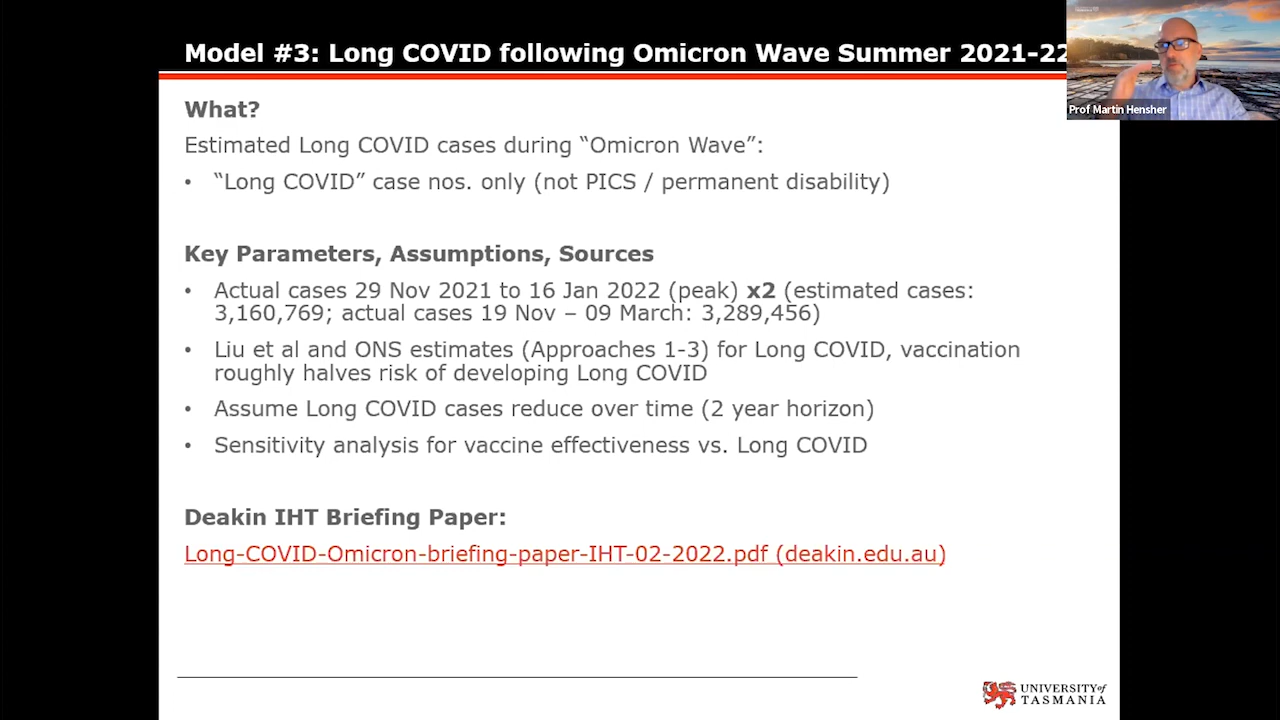 Model #3: Long COVID following Omicron Wave Summer 2021-22
Prof Martin Hensher
What?
Estimated Long COVID cases during “Omicron Wave”:
• “Long COVID” case nos. only (not PICS / permanent disability)
Key Parameters, Assumptions, Sources
• Actual cases 29 Nov 2021 to 16 Jan 2022 (peak) x2 (estimated cases:
3,160,769; actual cases 19 Nov – 09 March: 3,289,456)
• Liu et al and ONS estimates (Approaches 1-3) for Long COVID, vaccination
roughly halves risk of developing Long COVID
• Assume Long COVID cases reduce over time (2 year horizon)
• Sensitivity analysis for vaccine effectiveness vs. Long COVID
Deakin IHT Briefing Paper:
Long-COVID-Omicron-briefing-paper-IHT-02-2022.pdf (deakin.edu.au)
UNIVERSITY of
TASMANIA